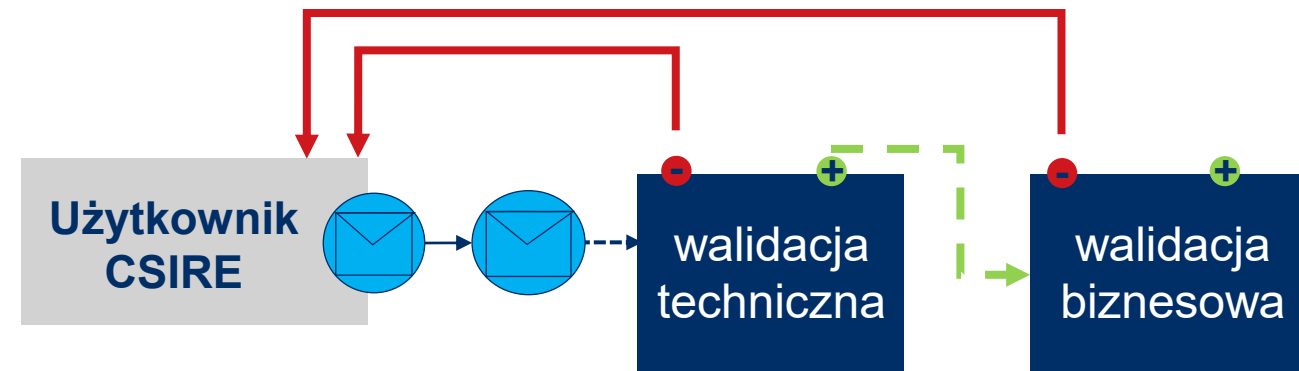 Użytkownik
CSIRE
-
+
walidacja
techniczna
-
+
walidacja
biznesowa